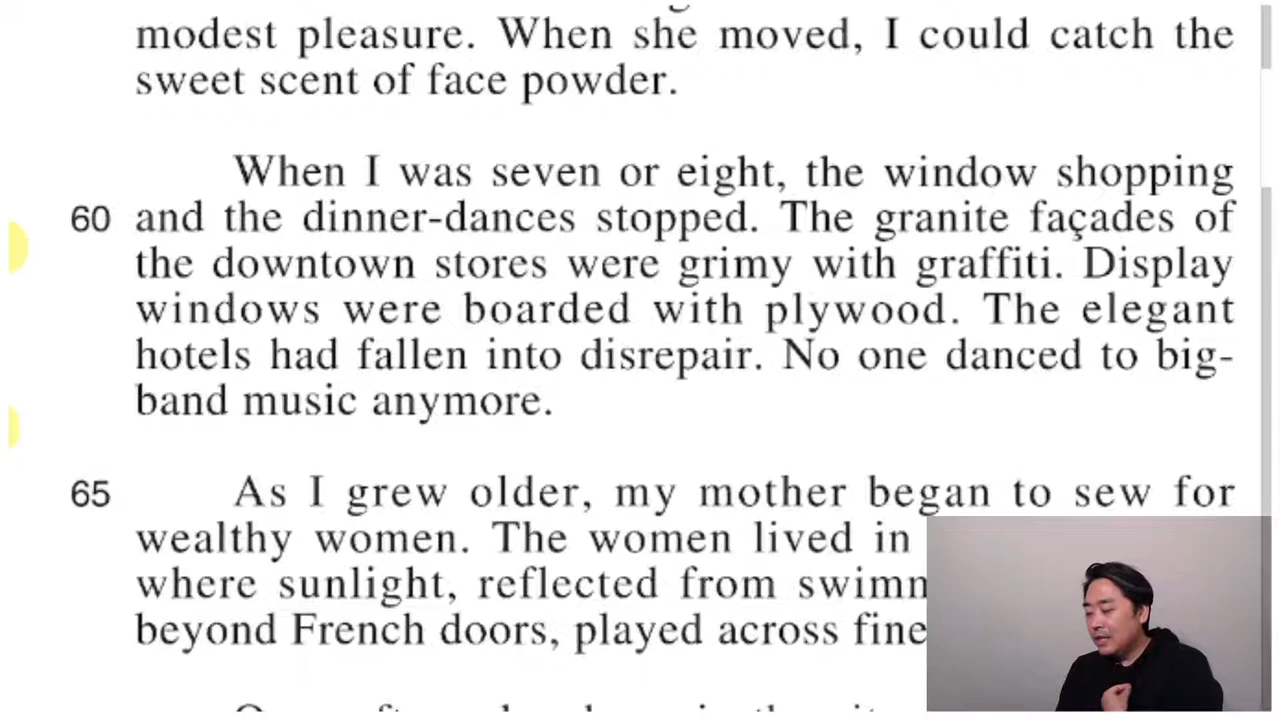 modest pleasure. When she moved, I could catch the
sweet scent of face powder.
When I was seven or eight, the window shopping
60 and the dinner-dances stopped. The granite façades of
the downtown stores were grimy with graffiti. Display
windows were boarded with plywood. The elegant
hotels had fallen into disrepair. No one danced to big-
band music anymore.
65 As I grew older, my mother began to sew for
wealthy women. The women lived in
where sunlight, reflected from
beyond French doors, played across fine